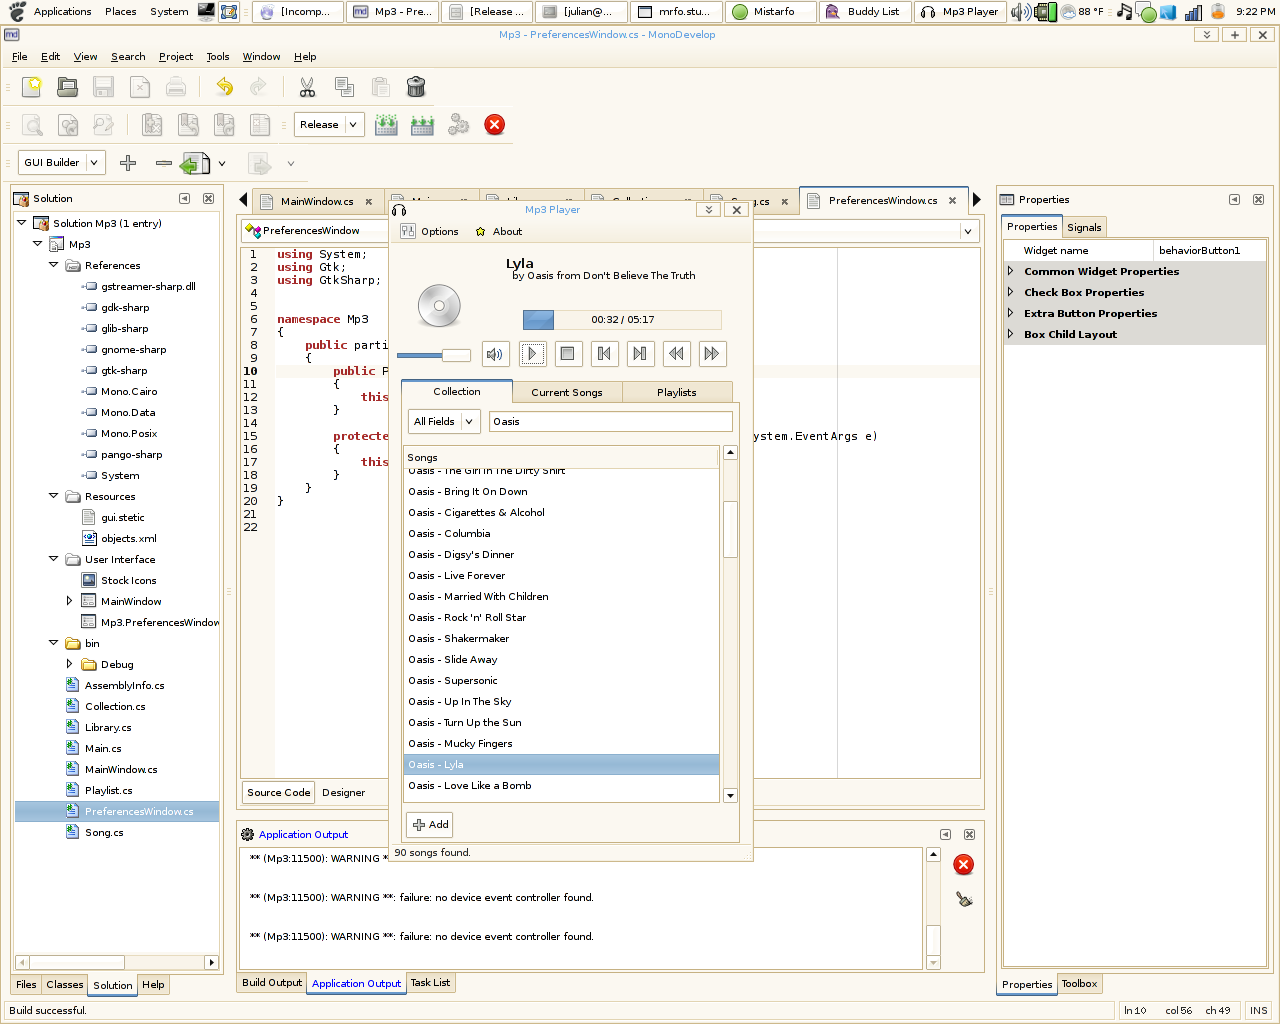 Applications Places System [Incomp... Mp3 - Pre... [Release ... [julian@... mrfo.stu... Mistarfo Buddy List Mp3 Player 88 °F 9:22 PM
Mp3 - PreferencesWindow.cs - MonoDevelop
File Edit View Search Project Tools Window Help
Release
GUI Builder
Solution
Solution Mp3 (1 entry)
Mp3
References
gstreamer-sharp.dll
gdk-sharp
glib-sharp
gnome-sharp
gtk-sharp
Mono.Cairo
Mono.Data
Mono.Posix
pango-sharp
System
Resources
gui.stetic
objects.xml
User Interface
Stock Icons
MainWindow
Mp3.PreferencesWindow
bin
Debug
AssemblyInfo.cs
Collection.cs
Library.cs
Main.cs
MainWindow.cs
Playlist.cs
PreferencesWindow.cs
Song.cs
Files Classes Solution Help
MainWindow.cs
PreferencesWindow.cs
PreferencesWindow
1 using System;
2 using Gtk;
3 using GtkSharp;
4
5
6 namespace Mp3
7 {
8 public parti
9 {
10 public P
11 {
12 this
13 }
14
15 protecte ystem.EventArgs e)
16 {
17 this
18 }
19 }
20 }
21
22
Source Code Designer
Mp3 Player
Options About
Lyla
by Oasis from Don't Believe The Truth
00:32 / 05:17
Collection Current Songs Playlists
All Fields Oasis
Songs
Oasis - The Girl In The Dirty Shirt
Oasis - Bring It On Down
Oasis - Cigarettes & Alcohol
Oasis - Columbia
Oasis - Digsy's Dinner
Oasis - Live Forever
Oasis - Married With Children
Oasis - Rock 'n' Roll Star
Oasis - Shakermaker
Oasis - Slide Away
Oasis - Supersonic
Oasis - Up In The Sky
Oasis - Turn Up the Sun
Oasis - Mucky Fingers
Oasis - Lyla
Oasis - Love Like a Bomb
Add
90 songs found.
Application Output
** (Mp3:11500): WARNING *
** (Mp3:11500): WARNING **: failure: no device event controller found.
** (Mp3:11500): WARNING **: failure: no device event controller found.
Build Output Application Output Task List
Properties
Properties Signals
Widget name behaviorButton1
Common Widget Properties
Check Box Properties
Extra Button Properties
Box Child Layout
Properties Toolbox
Build successful. ln 10 col 56 ch 49 INS